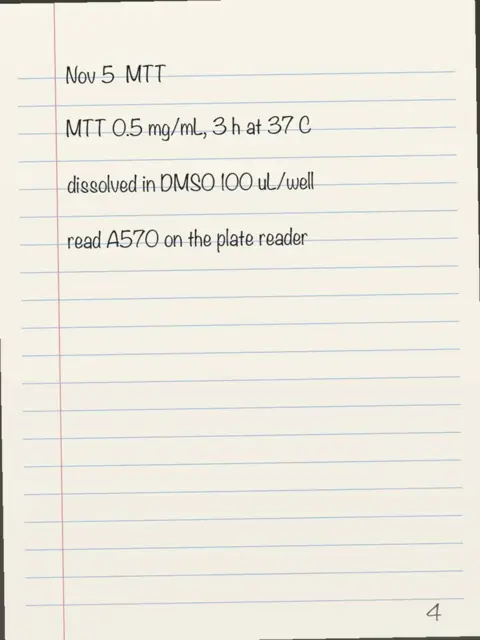 Nov 5 MTT
MTT 0.5 mg/mL, 3 h at 37 C
dissolved in DMSO 100 uL/well
read A570 on the plate reader
4